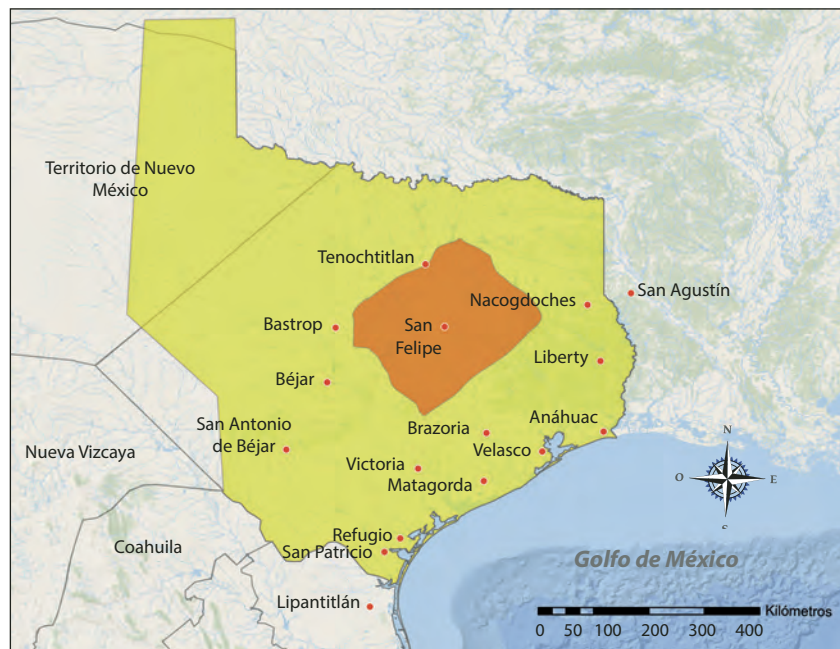 Territorio de Nuevo
México
Tenochtitlan
Nacogdoches
San Agustín
Bastrop
San
Felipe
Liberty
Béjar
San Antonio
de Béjar
Brazoria
Anáhuac
Velasco
Nueva Vizcaya
Victoria
Matagorda
N
O
E
S
Refugio
San Patricio
Coahuila
Golfo de México
Lipantitlán
Kilómetros
0 50 100 200 300 400